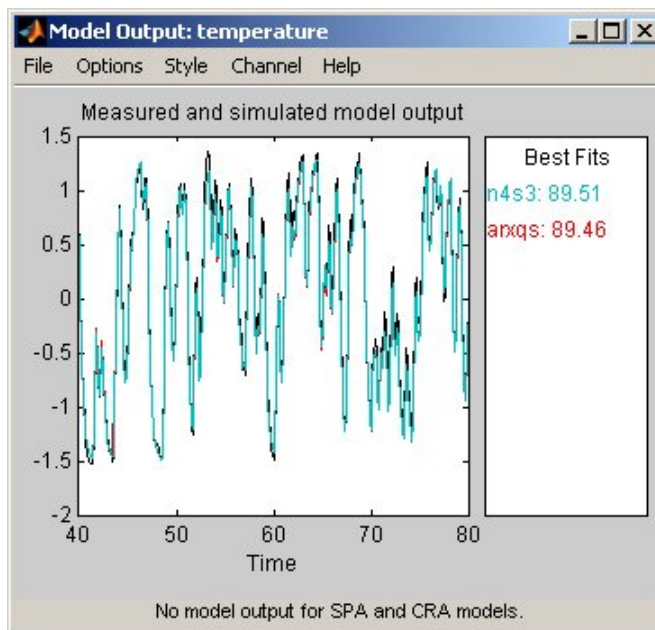 Model Output: temperature
File Options Style Channel Help
Measured and simulated model output
1.5
1
0.5
0
-0.5
-1
-1.5
-2
40 50 60 70 80
Time
Best Fits
n4s3: 89.51
arxqs: 89.46
No model output for SPA and CRA models.